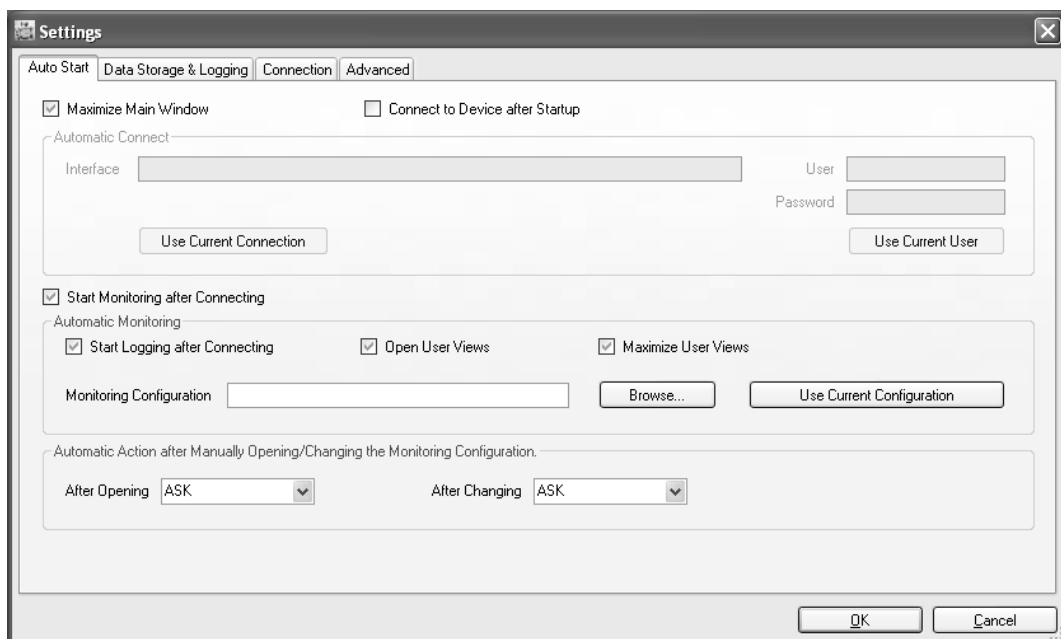 Settings
Auto Start Data Storage & Logging Connection Advanced
Maximize Main Window Connect to Device after Startup
Automatic Connect
Interface User
Password
Use Current Connection Use Current User
Start Monitoring after Connecting
Automatic Monitoring
Start Logging after Connecting Open User Views Maximize User Views
Monitoring Configuration Browse... Use Current Configuration
Automatic Action after Manually Opening/Changing the Monitoring Configuration.
After Opening ASK After Changing ASK
OK Cancel